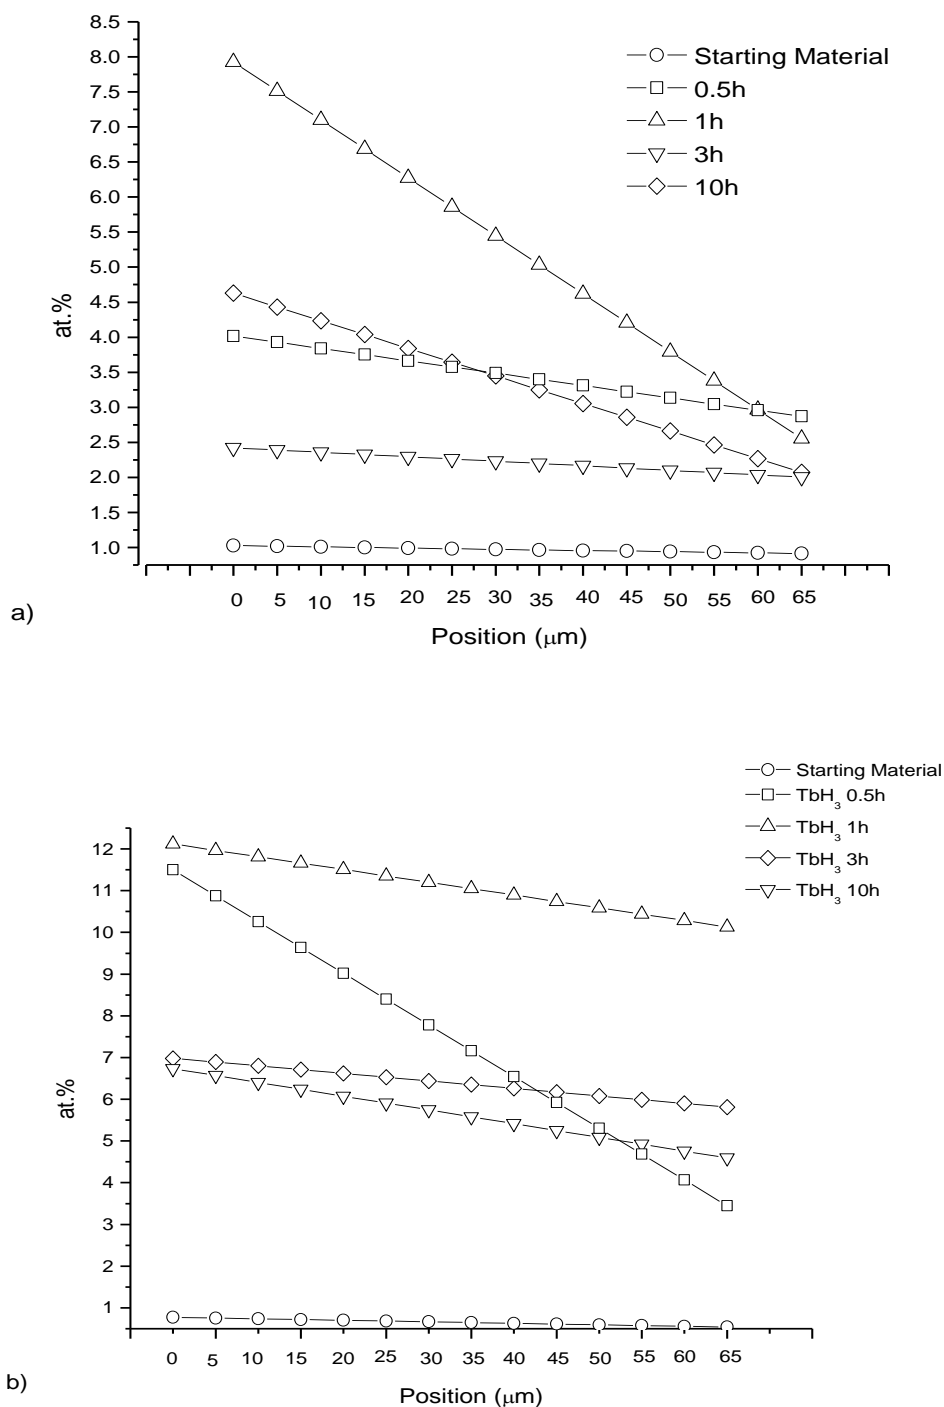 8.5
8.0
7.5
7.0
6.5
6.0
5.5
5.0
4.5
4.0
3.5
3.0
2.5
2.0
1.5
1.0
at.%
Starting Material
0.5h
1h
3h
10h
0 5 10 15 20 25 30 35 40 45 50 55 60 65
Position (μm)
a)
Starting Material
TbH₃ 0.5h
TbH₃ 1h
TbH₃ 3h
TbH₃ 10h
12
11
10
9
8
7
6
5
4
3
2
1
at.%
0 5 10 15 20 25 30 35 40 45 50 55 60 65
Position (μm)
b)